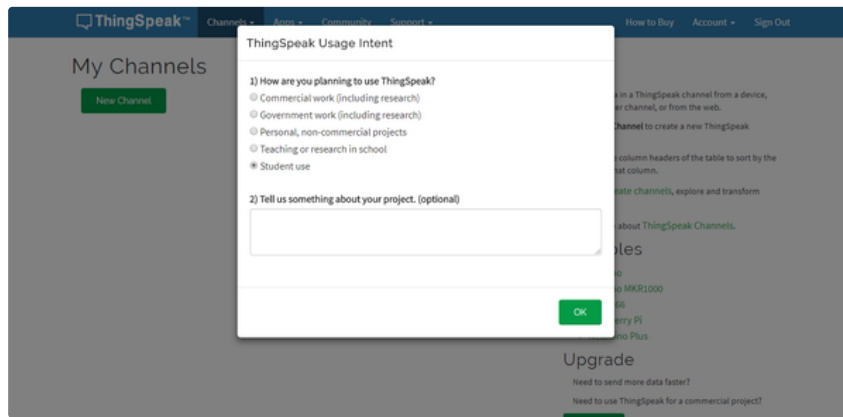 ThingSpeak™ Channels Apps Community Support How to Buy Account Sign Out
My Channels
New Channel
ThingSpeak Usage Intent
1) How are you planning to use ThingSpeak?
Commercial work (including research)
Government work (including research)
Personal, non-commercial projects
Teaching or research in school
Student use
2) Tell us something about your project. (optional)
OK
in a ThingSpeak channel from a device,
er channel, or from the web.
Channel to create a new ThingSpeak
column headers of the table to sort by the
hat column.
eate channels, explore and transform
about ThingSpeak Channels.
ples
o
o MKR1000
66
erry Pi
no Plus
Upgrade
Need to send more data faster?
Need to use ThingSpeak for a commercial project?